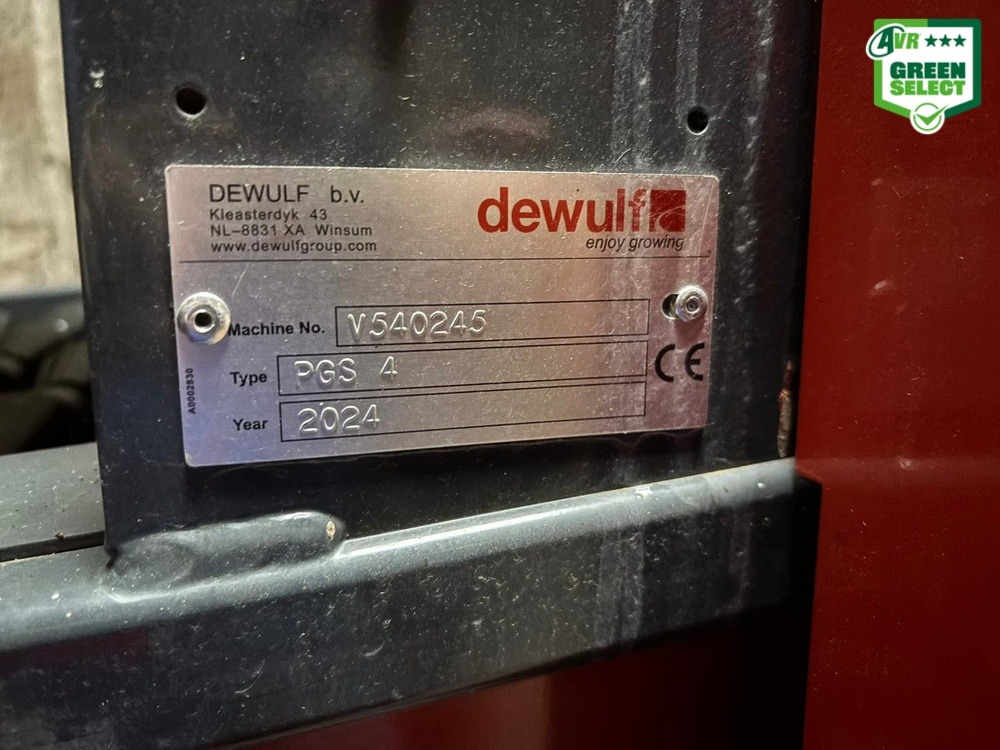 AVR ★★★
GREEN
SELECT
DEWULF b.v.
Kleasterdyk 43
NL-8831 XA Winsum
www.dewulfgroup.com
dewulf
enjoy growing
Machine No. V540245
Type PGS 4
CE
Year 2024
A0002830